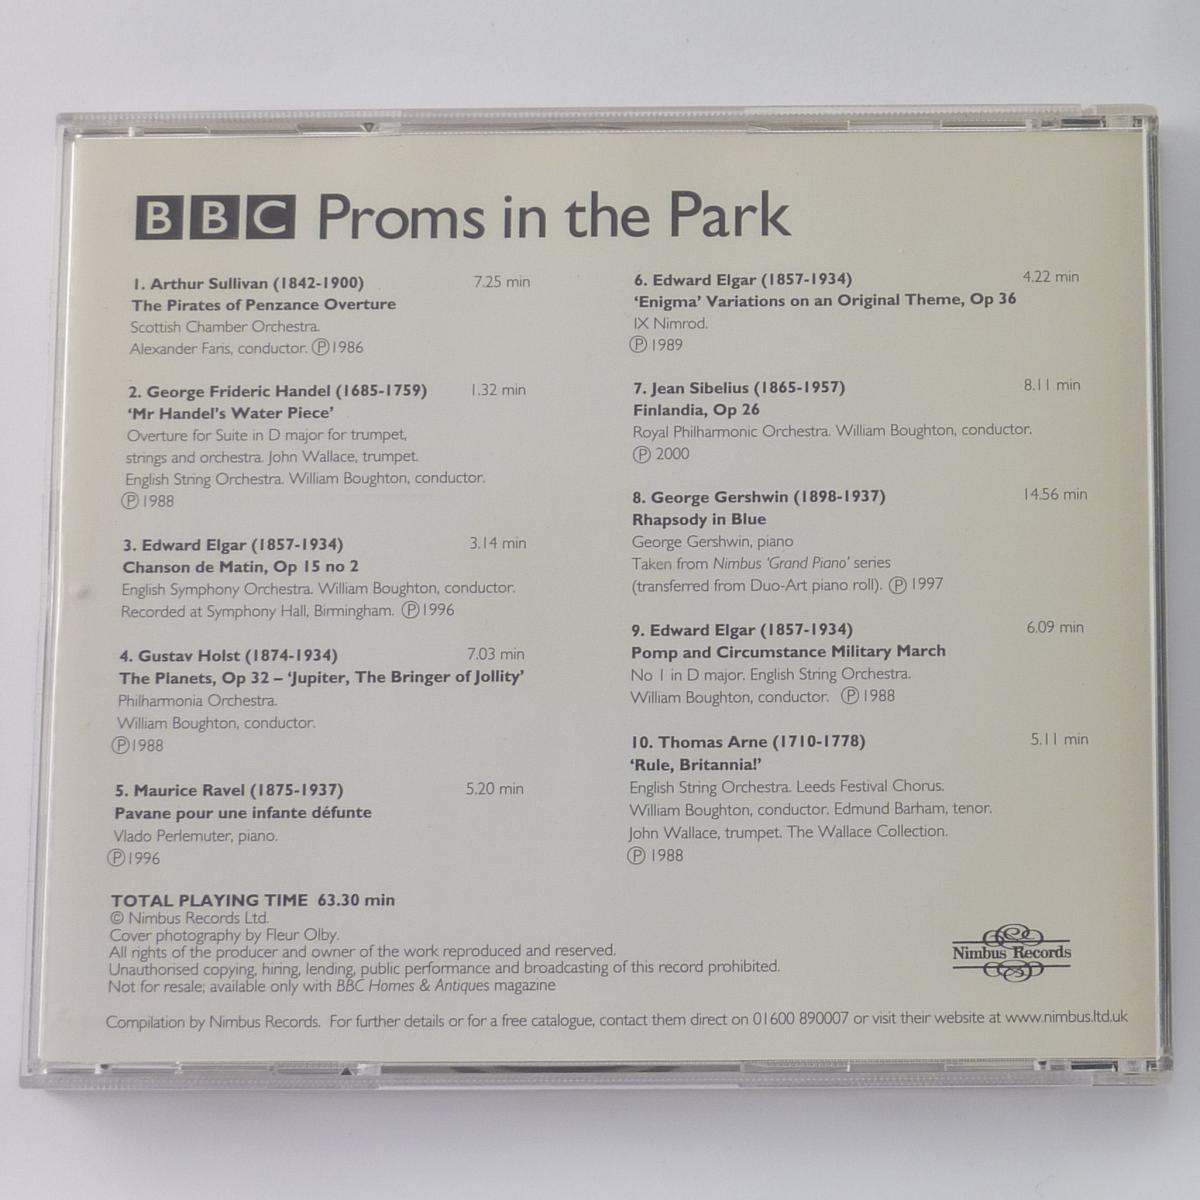 BBC Proms in the Park
1. Arthur Sullivan (1842-1900) 7.25 min
The Pirates of Penzance Overture
Scottish Chamber Orchestra.
Alexander Faris, conductor. ℗1986
2. George Frideric Handel (1685-1759) 1.32 min
‘Mr Handel’s Water Piece’
Overture for Suite in D major for trumpet,
strings and orchestra. John Wallace, trumpet.
English String Orchestra. William Boughton, conductor.
℗1988
3. Edward Elgar (1857-1934) 3.14 min
Chanson de Matin, Op 15 no 2
English Symphony Orchestra. William Boughton, conductor.
Recorded at Symphony Hall, Birmingham. ℗1996
4. Gustav Holst (1874-1934) 7.03 min
The Planets, Op 32 – ‘Jupiter, The Bringer of Jollity’
Philharmonia Orchestra.
William Boughton, conductor.
℗1988
5. Maurice Ravel (1875-1937) 5.20 min
Pavane pour une infante défunte
Vlado Perlemuter, piano.
℗1996
6. Edward Elgar (1857-1934) 4.22 min
‘Enigma’ Variations on an Original Theme, Op 36
IX Nimrod.
℗1989
7. Jean Sibelius (1865-1957) 8.11 min
Finlandia, Op 26
Royal Philharmonic Orchestra. William Boughton, conductor.
℗ 2000
8. George Gershwin (1898-1937) 14.56 min
Rhapsody in Blue
George Gershwin, piano
Taken from Nimbus ‘Grand Piano’ series
(transferred from Duo-Art piano roll). ℗1997
9. Edward Elgar (1857-1934) 6.09 min
Pomp and Circumstance Military March
No 1 in D major. English String Orchestra.
William Boughton, conductor. ℗1988
10. Thomas Arne (1710-1778) 5.11 min
‘Rule, Britannia!’
English String Orchestra. Leeds Festival Chorus.
William Boughton, conductor. Edmund Barham, tenor.
John Wallace, trumpet. The Wallace Collection.
℗ 1988
TOTAL PLAYING TIME 63.30 min
© Nimbus Records Ltd.
Cover photography by Fleur Olby.
All rights of the producer and owner of the work reproduced and reserved.
Unauthorised copying, hiring, lending, public performance and broadcasting of this record prohibited.
Not for resale; available only with BBC Homes & Antiques magazine
Nimbus Records
Compilation by Nimbus Records. For further details or for a free catalogue, contact them direct on 01600 890007 or visit their website at www.nimbus.ltd.uk